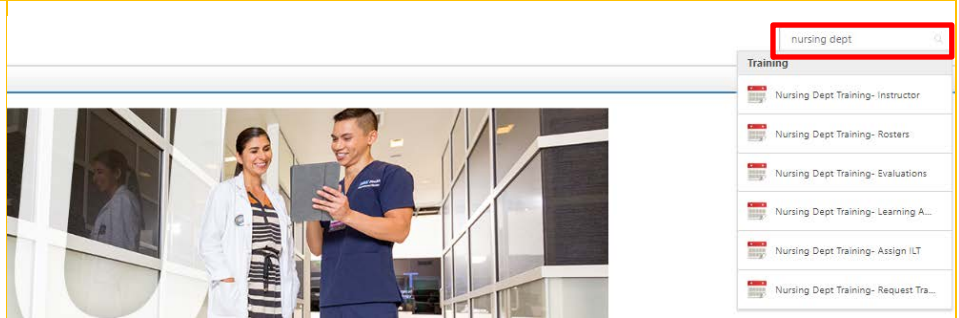 nursing dept
Training
Nursing Dept Training- Instructor
Nursing Dept Training- Rosters
Nursing Dept Training- Evaluations
Nursing Dept Training- Learning A...
Nursing Dept Training- Assign ILT
Nursing Dept Training- Request Tra...